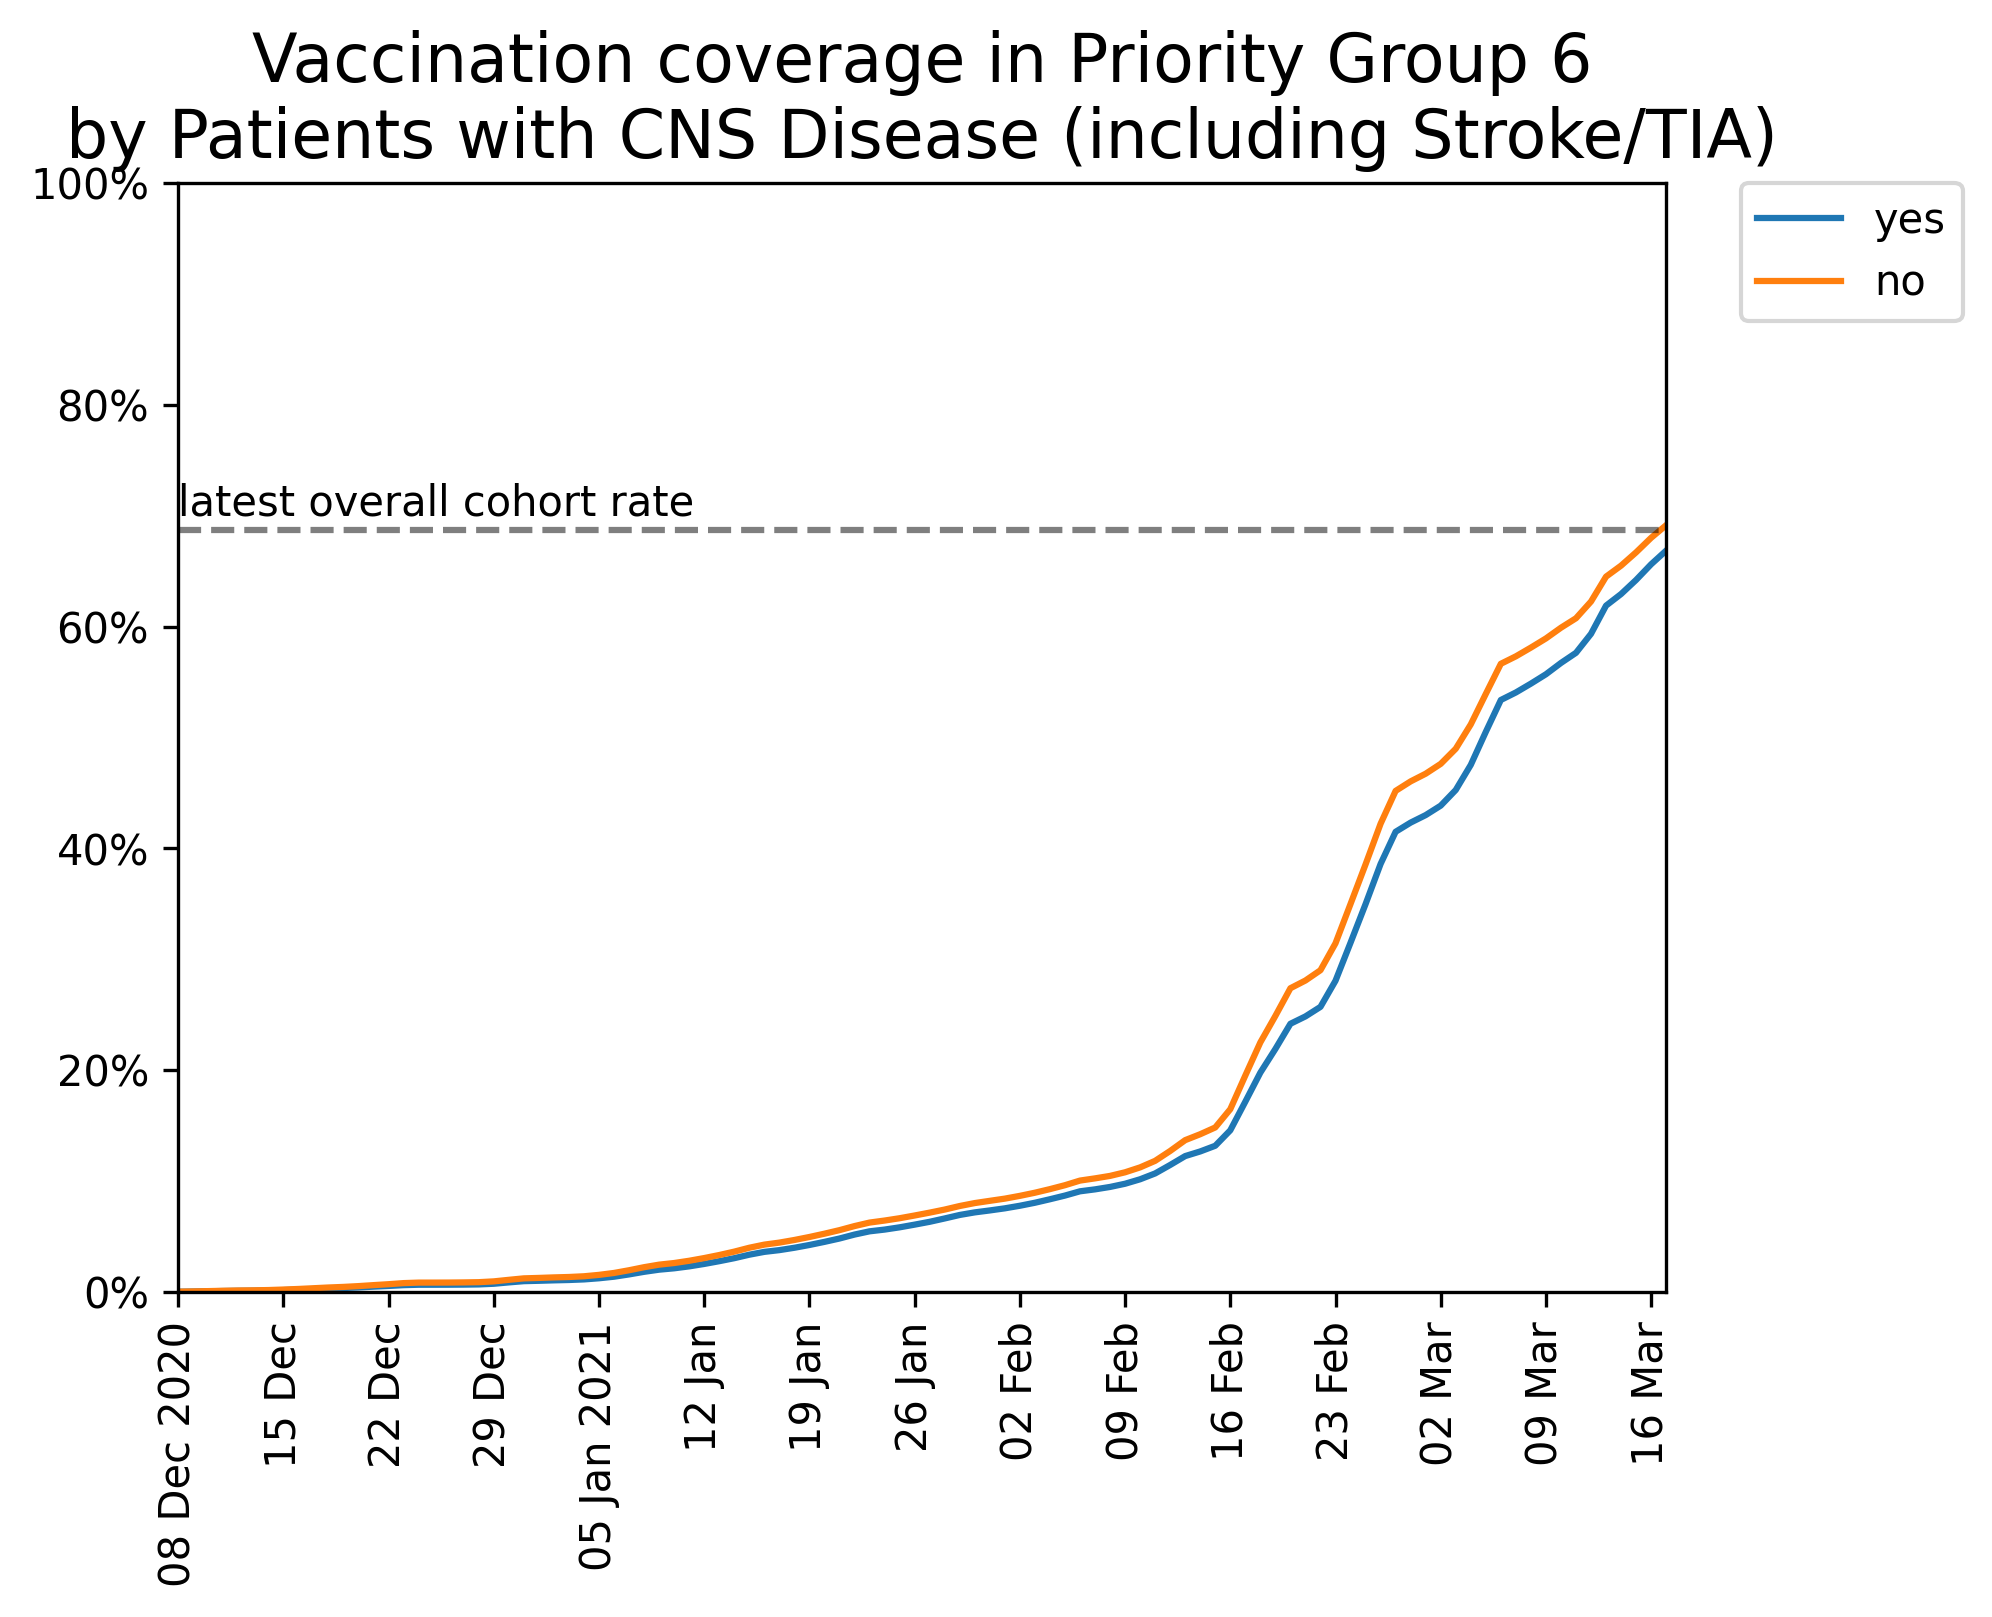 Vaccination coverage in Priority Group 6
by Patients with CNS Disease (including Stroke/TIA)
100%
80%
60%
40%
20%
0%
latest overall cohort rate
yes
no
08 Dec 2020
15 Dec
22 Dec
29 Dec
05 Jan 2021
12 Jan
19 Jan
26 Jan
02 Feb
09 Feb
16 Feb
23 Feb
02 Mar
09 Mar
16 Mar